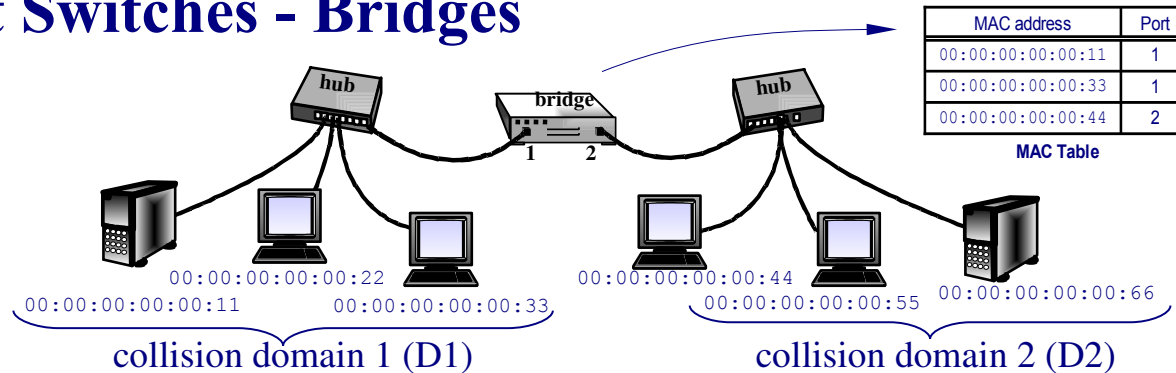 t Switches - Bridges
MAC address Port
00:00:00:00:00:11 1
00:00:00:00:00:33 1
00:00:00:00:00:44 2
MAC Table
hub
bridge
hub
1 2
00:00:00:00:00:22
00:00:00:00:00:44
00:00:00:00:00:11
00:00:00:00:00:33
00:00:00:00:00:55
00:00:00:00:00:66
collision domain 1 (D1)
collision domain 2 (D2)